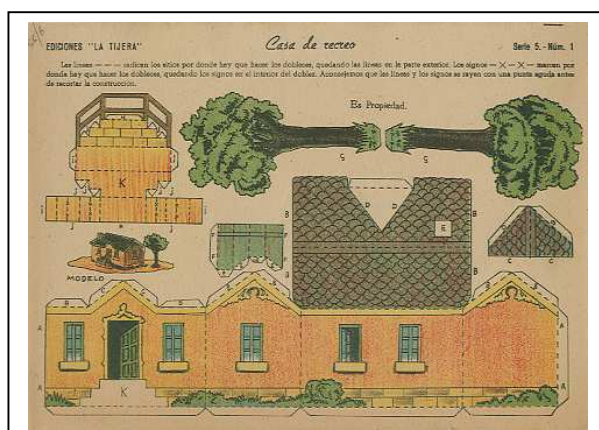 EDICIONES "LA TIJERA"
Casa de recreo
Serie 5.-Núm. 1
Las lineas — — — — indican los sitios por donde hay que hacer los dobleces, quedando las lineas en la parte exterior. Los signos — X — X — marcan por
donde hay que hacer los dobleces, quedando los signos en el interior del doblez. Aconsejamos que las lineas y los signos se rayen con una punta aguda antes
de recortar la construcción.
Es Propiedad.
G
G
K
D
D
B
B
E
B
B
C
C
F
F
MODELO
A
A
K
A
A